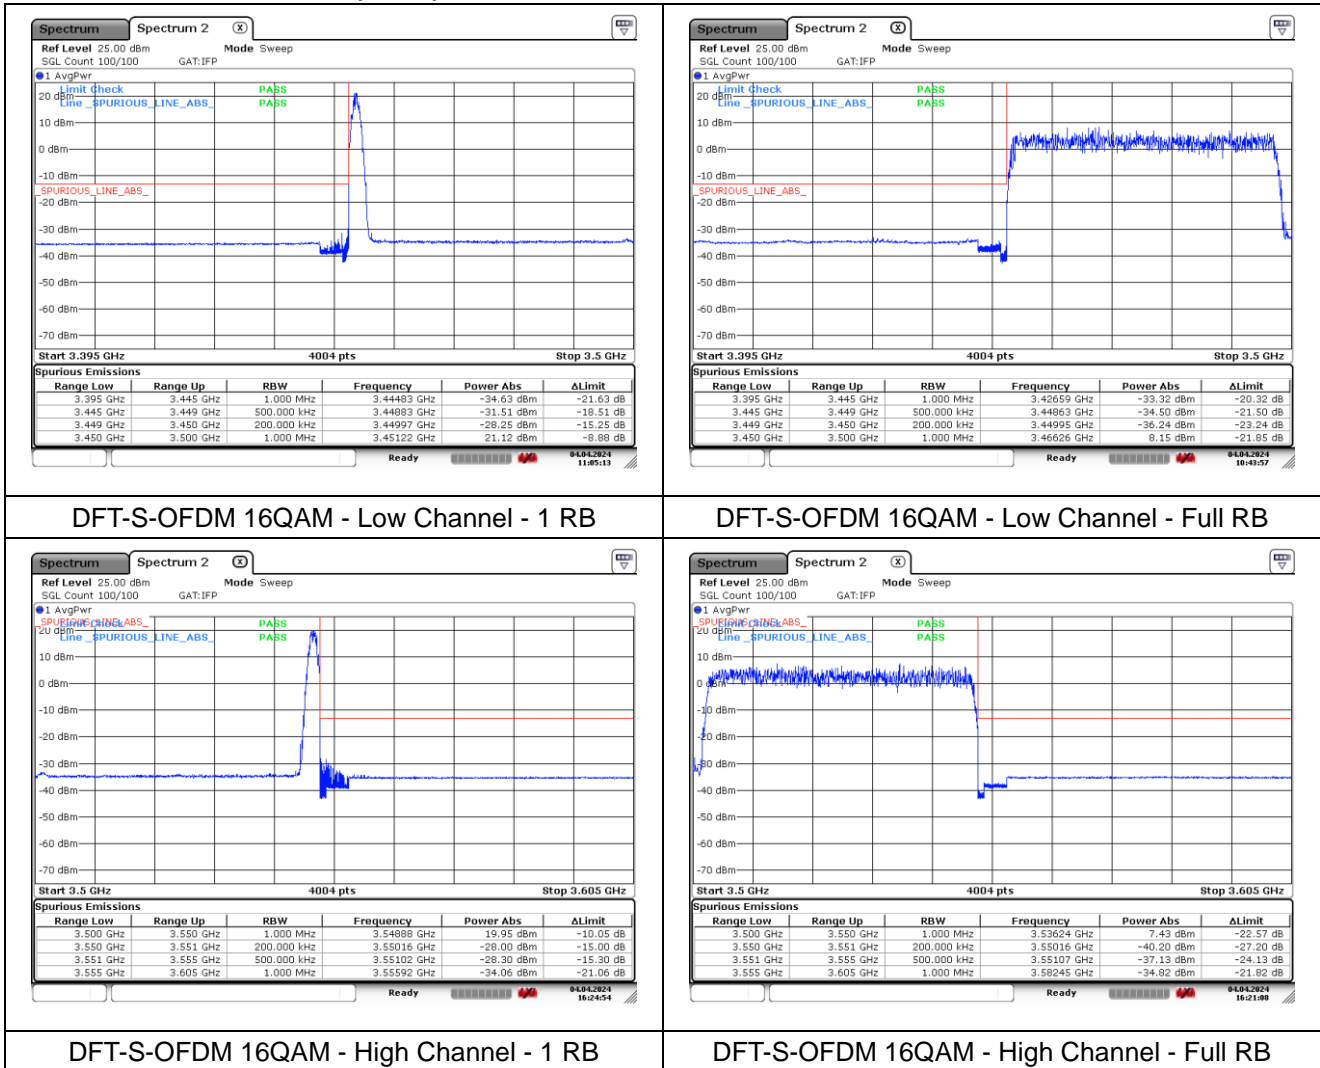 Spectrum Spectrum 2 X
Ref Level 25.00 dBm Mode Sweep
SGL Count 100/100 GAT:IFP
1 AvgPwr
Limit Check PASS
Line _SPURIOUS_LINE_ABS_ PASS
20 dBm
10 dBm
0 dBm
-10 dBm
_SPURIOUS_LINE_ABS_
-20 dBm
-30 dBm
-40 dBm
-50 dBm
-60 dBm
-70 dBm
Start 3.395 GHz 4004 pts Stop 3.5 GHz
Spurious Emissions
Range Low Range Up RBW Frequency Power Abs ΔLimit
3.395 GHz 3.445 GHz 1.000 MHz 3.44483 GHz -34.63 dBm -21.63 dB
3.445 GHz 3.449 GHz 500.000 kHz 3.44883 GHz -31.51 dBm -18.51 dB
3.449 GHz 3.450 GHz 200.000 kHz 3.44997 GHz -28.25 dBm -15.25 dB
3.450 GHz 3.500 GHz 1.000 MHz 3.45122 GHz 21.12 dBm -8.88 dB
Ready 04.04.2024
11:05:13
DFT-S-OFDM 16QAM - Low Channel - 1 RB
Spectrum Spectrum 2 X
Ref Level 25.00 dBm Mode Sweep
SGL Count 100/100 GAT:IFP
1 AvgPwr
Limit Check PASS
Line _SPURIOUS_LINE_ABS_ PASS
20 dBm
10 dBm
0 dBm
-10 dBm
_SPURIOUS_LINE_ABS_
-20 dBm
-30 dBm
-40 dBm
-50 dBm
-60 dBm
-70 dBm
Start 3.395 GHz 4004 pts Stop 3.5 GHz
Spurious Emissions
Range Low Range Up RBW Frequency Power Abs ΔLimit
3.395 GHz 3.445 GHz 1.000 MHz 3.42659 GHz -33.32 dBm -20.32 dB
3.445 GHz 3.449 GHz 500.000 kHz 3.44863 GHz -34.50 dBm -21.50 dB
3.449 GHz 3.450 GHz 200.000 kHz 3.44995 GHz -36.24 dBm -23.24 dB
3.450 GHz 3.500 GHz 1.000 MHz 3.46626 GHz 8.15 dBm -21.85 dB
Ready 04.04.2024
10:43:57
DFT-S-OFDM 16QAM - Low Channel - Full RB
Spectrum Spectrum 2 X
Ref Level 25.00 dBm Mode Sweep
SGL Count 100/100 GAT:IFP
1 AvgPwr
_SPURIOUS_LINE_ABS_
Limit Check PASS
Line _SPURIOUS_LINE_ABS_ PASS
20 dBm
10 dBm
0 dBm
-10 dBm
-20 dBm
-30 dBm
-40 dBm
-50 dBm
-60 dBm
-70 dBm
Start 3.5 GHz 4004 pts Stop 3.605 GHz
Spurious Emissions
Range Low Range Up RBW Frequency Power Abs ΔLimit
3.500 GHz 3.550 GHz 1.000 MHz 3.54888 GHz 19.95 dBm -10.05 dB
3.550 GHz 3.551 GHz 200.000 kHz 3.55016 GHz -28.00 dBm -15.00 dB
3.551 GHz 3.555 GHz 500.000 kHz 3.55102 GHz -28.30 dBm -15.30 dB
3.555 GHz 3.605 GHz 1.000 MHz 3.55592 GHz -34.06 dBm -21.06 dB
Ready 04.04.2024
16:24:54
DFT-S-OFDM 16QAM - High Channel - 1 RB
Spectrum Spectrum 2 X
Ref Level 25.00 dBm Mode Sweep
SGL Count 100/100 GAT:IFP
1 AvgPwr
_SPURIOUS_LINE_ABS_
Limit Check PASS
Line _SPURIOUS_LINE_ABS_ PASS
20 dBm
10 dBm
0 dBm
-10 dBm
-20 dBm
-30 dBm
-40 dBm
-50 dBm
-60 dBm
-70 dBm
Start 3.5 GHz 4004 pts Stop 3.605 GHz
Spurious Emissions
Range Low Range Up RBW Frequency Power Abs ΔLimit
3.500 GHz 3.550 GHz 1.000 MHz 3.53624 GHz 7.43 dBm -22.57 dB
3.550 GHz 3.551 GHz 200.000 kHz 3.55016 GHz -40.20 dBm -27.20 dB
3.551 GHz 3.555 GHz 500.000 kHz 3.55107 GHz -37.13 dBm -24.13 dB
3.555 GHz 3.605 GHz 1.000 MHz 3.58245 GHz -34.82 dBm -21.82 dB
Ready 04.04.2024
16:21:08
DFT-S-OFDM 16QAM - High Channel - Full RB